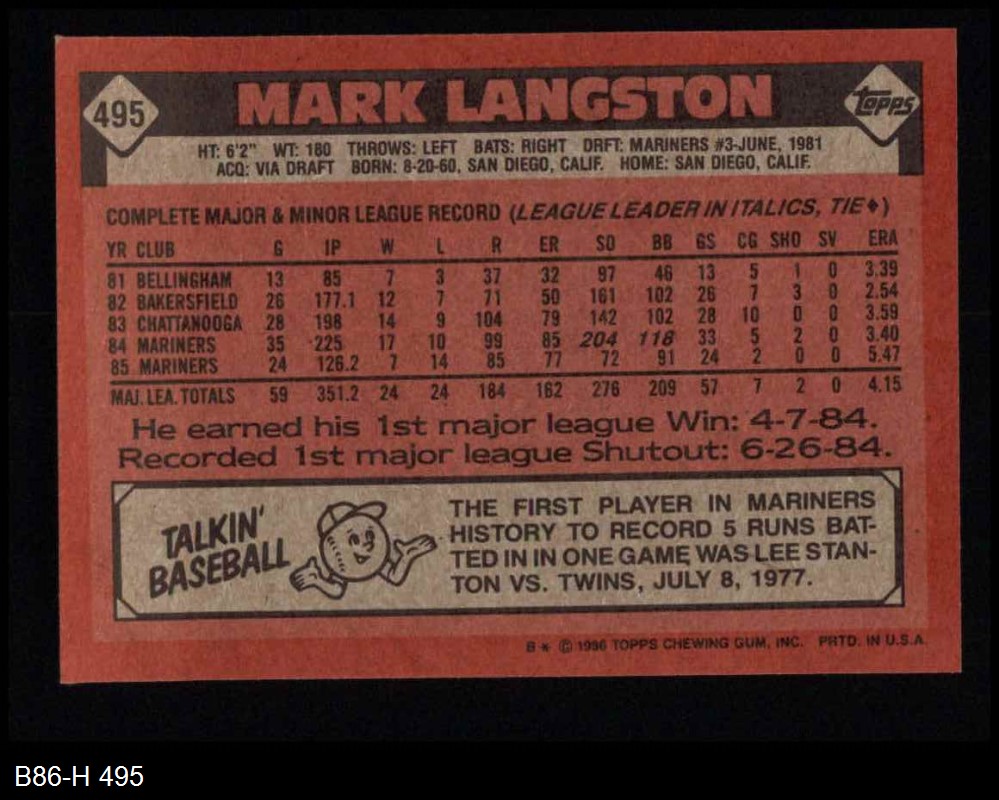 495
MARK LANGSTON
Topps
HT: 6'2" WT: 180 THROWS: LEFT BATS: RIGHT DRFT: MARINERS #3-JUNE, 1981
ACQ: VIA DRAFT BORN: 8-20-60, SAN DIEGO, CALIF. HOME: SAN DIEGO, CALIF.
COMPLETE MAJOR & MINOR LEAGUE RECORD (LEAGUE LEADER IN ITALICS, TIE♦)
YR CLUB G IP W L R ER SO BB GS CG SHO SV ERA
81 BELLINGHAM 13 85 7 3 37 32 97 46 13 5 1 0 3.39
82 BAKERSFIELD 26 177.1 12 7 71 50 161 102 26 7 3 0 2.54
83 CHATTANOOGA 28 198 14 9 104 79 142 102 28 10 0 0 3.59
84 MARINERS 35 225 17 10 99 85 204 118 33 5 2 0 3.40
85 MARINERS 24 126.2 7 14 85 77 72 91 24 2 0 0 5.47
MAJ. LEA. TOTALS 59 351.2 24 24 184 162 276 209 57 7 2 0 4.15
He earned his 1st major league Win: 4-7-84.
Recorded 1st major league Shutout: 6-26-84.
TALKIN'
BASEBALL
THE FIRST PLAYER IN MARINERS
HISTORY TO RECORD 5 RUNS BAT-
TED IN IN ONE GAME WAS LEE STAN-
TON VS. TWINS, JULY 8, 1977.
B * © 1986 TOPPS CHEWING GUM, INC. PRTD. IN U.S.A.
B86-H 495